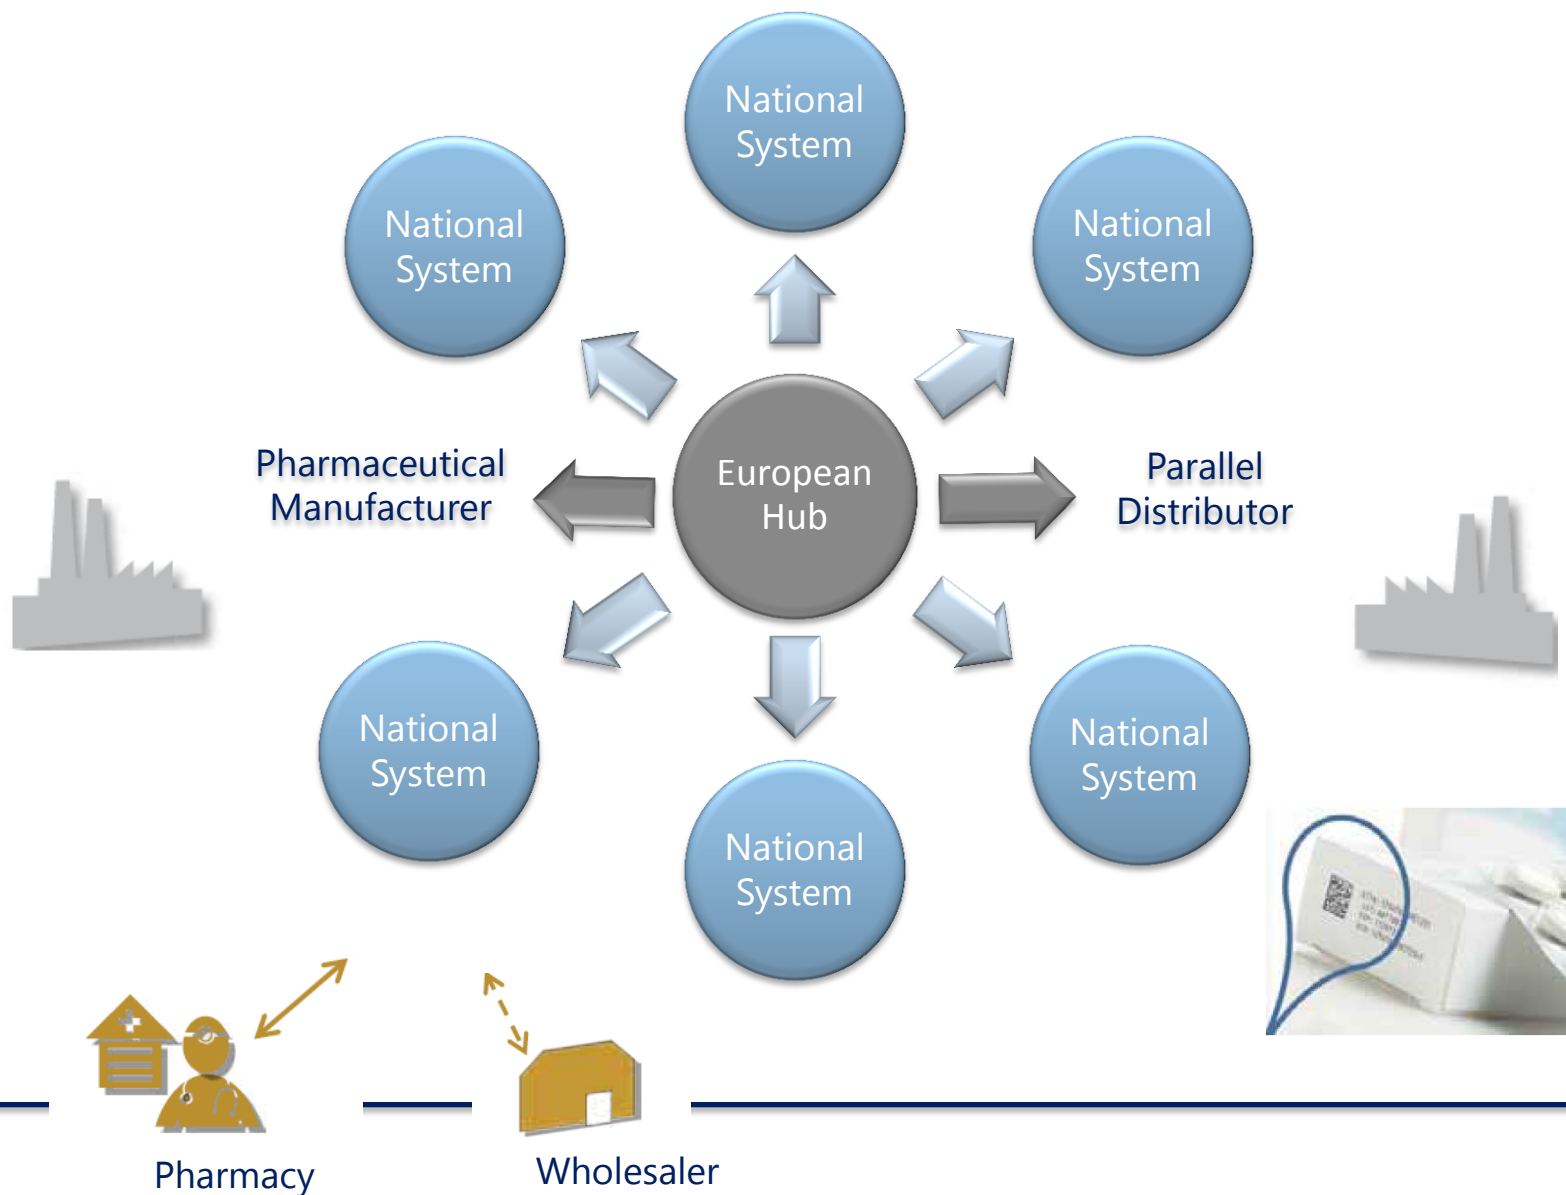 National
System
National
System
National
System
Pharmaceutical
Manufacturer
European
Hub
Parallel
Distributor
National
System
National
System
National
System
Pharmacy
Wholesaler